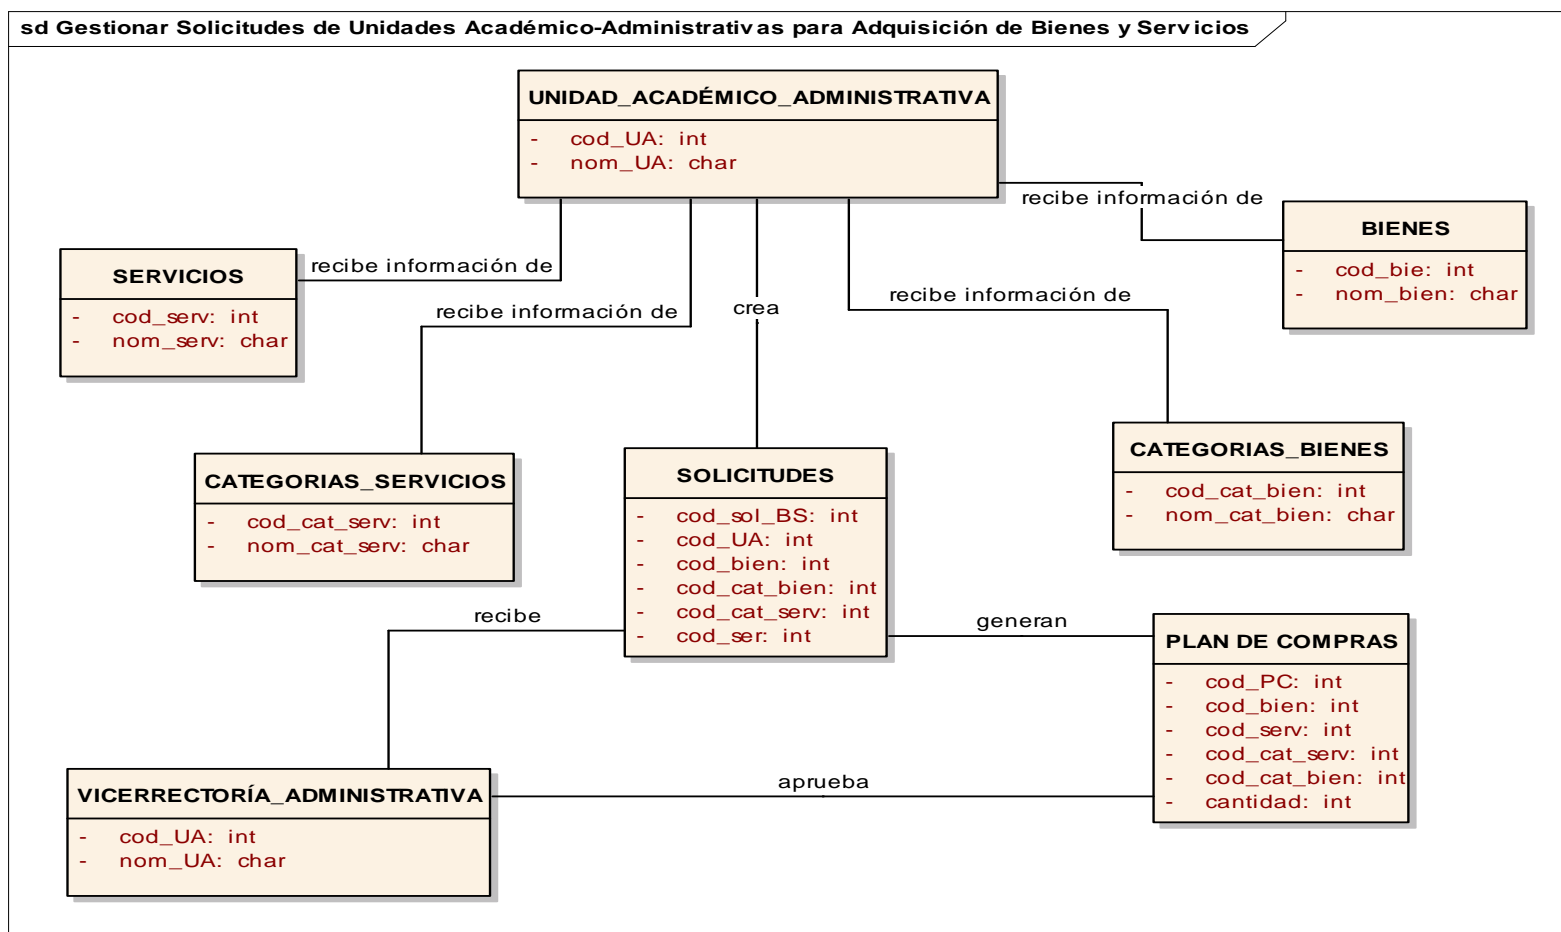 sd Gestionar Solicitudes de Unidades Académico-Administrativas para Adquisición de Bienes y Servicios
UNIDAD_ACADÉMICO_ADMINISTRATIVA
- cod_UA: int
- nom_UA: char
recibe información de
BIENES
- cod_bie: int
- nom_bien: char
SERVICIOS
- cod_serv: int
- nom_serv: char
recibe información de
recibe información de
crea
recibe información de
CATEGORIAS_SERVICIOS
- cod_cat_serv: int
- nom_cat_serv: char
SOLICITUDES
- cod_sol_BS: int
- cod_UA: int
- cod_bien: int
- cod_cat_bien: int
- cod_cat_serv: int
- cod_ser: int
CATEGORIAS_BIENES
- cod_cat_bien: int
- nom_cat_bien: char
recibe
generan
PLAN DE COMPRAS
- cod_PC: int
- cod_bien: int
- cod_serv: int
- cod_cat_serv: int
- cod_cat_bien: int
- cantidad: int
VICERRECTORÍA_ADMINISTRATIVA
- cod_UA: int
- nom_UA: char
aprueba